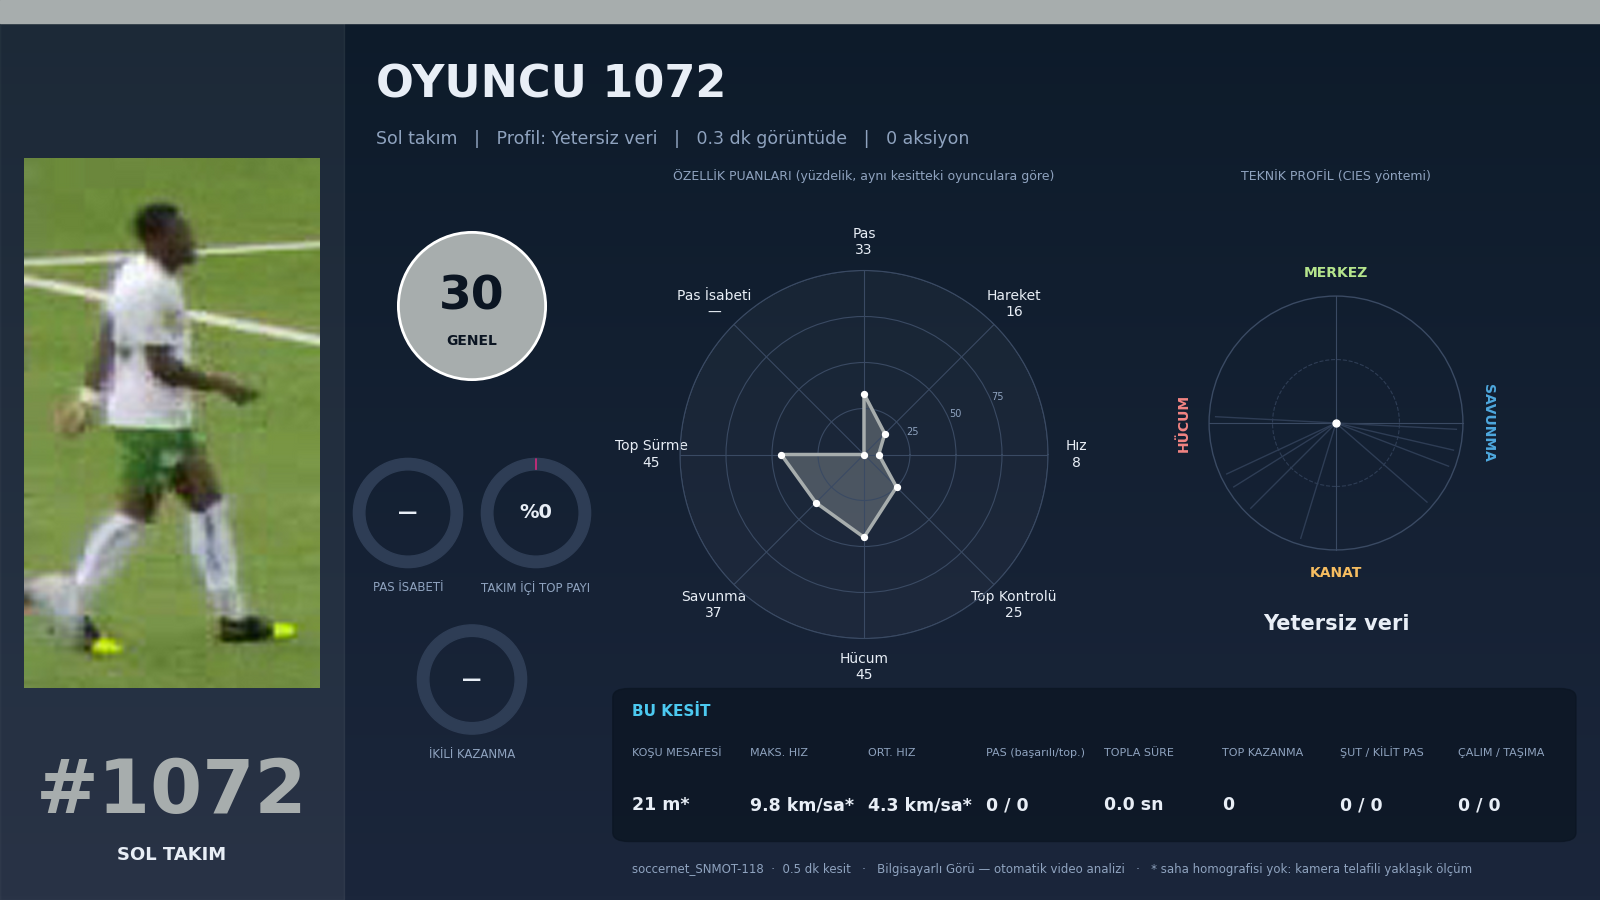 OYUNCU 1072
Sol takım | Profil: Yetersiz veri | 0.3 dk görüntüde | 0 aksiyon
ÖZELLİK PUANLARI (yüzdelik, aynı kesitteki oyunculara göre)
TEKNİK PROFİL (CIES yöntemi)
30
GENEL
Pas
33
Hareket
16
Hız
8
Top Kontrolü
25
Hücum
45
Savunma
37
Top Sürme
45
Pas İsabeti
—
25
50
75
MERKEZ
HÜCUM
SAVUNMA
KANAT
Yetersiz veri
—
PAS İSABETİ
%0
TAKIM İÇİ TOP PAYI
—
İKİLİ KAZANMA
#1072
SOL TAKIM
BU KESİT
KOŞU MESAFESİ MAKS. HIZ ORT. HIZ PAS (başarılı/top.) TOPLA SÜRE TOP KAZANMA ŞUT / KİLİT PAS ÇALIM / TAŞIMA
21 m* 9.8 km/sa* 4.3 km/sa* 0 / 0 0.0 sn 0 0 / 0 0 / 0
soccernet_SNMOT-118 · 0.5 dk kesit · Bilgisayarlı Görü — otomatik video analizi · * saha homografisi yok: kamera telafili yaklaşık ölçüm